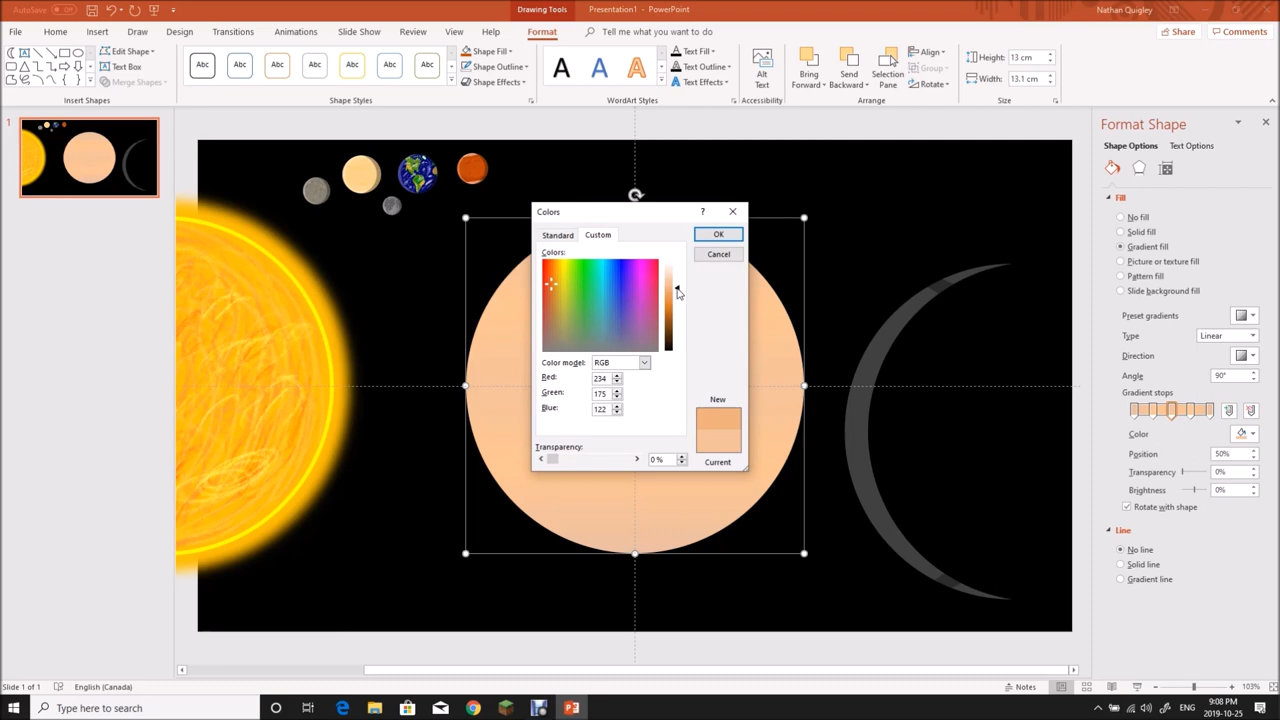 AutoSave Off
Drawing Tools
Presentation1 - PowerPoint
Nathan Quigley
File Home Insert Draw Design Transitions Animations Slide Show Review View Help Format Tell me what you want to do Share Comments
Edit Shape
Text Box
Merge Shapes
Insert Shapes
Abc Abc Abc Abc Abc Abc Abc
Shape Fill
Shape Outline
Shape Effects
Shape Styles
A A A
Text Fill
Text Outline
Text Effects
WordArt Styles
Alt
Text
Accessibility
Bring
Forward
Send
Backward
Selection
Pane
Align
Group
Rotate
Arrange
Height: 13 cm
Width: 13.1 cm
Size
1
Colors ?
OK
Cancel
Standard Custom
Colors:
Color model: RGB
Red: 234
Green: 175
Blue: 122
New
Current
Transparency:
0 %
Format Shape
Shape Options Text Options
Fill
No fill
Solid fill
Gradient fill
Picture or texture fill
Pattern fill
Slide background fill
Preset gradients
Type Linear
Direction
Angle 90°
Gradient stops
Color
Position 50%
Transparency 0%
Brightness 0%
Rotate with shape
Line
No line
Solid line
Gradient line
Slide 1 of 1 English (Canada)
Notes
103%
Type here to search
9:08 PM
2019-10-25